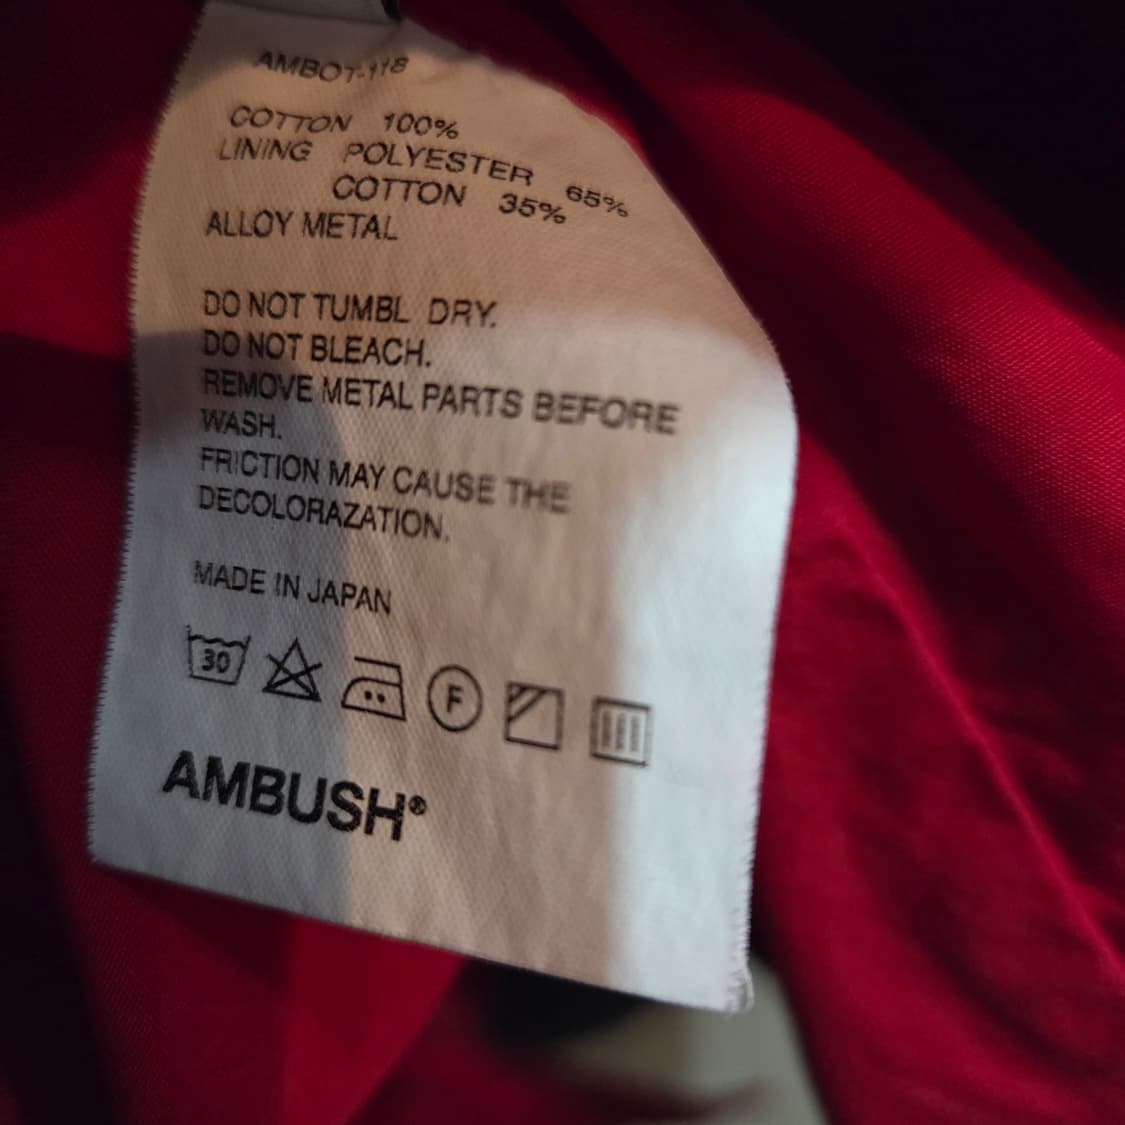 AMBOT-118
COTTON 100%
LINING POLYESTER 65%
COTTON 35%
ALLOY METAL
DO NOT TUMBL DRY.
DO NOT BLEACH.
REMOVE METAL PARTS BEFORE
WASH.
FRICTION MAY CAUSE THE
DECOLORAZATION.
MADE IN JAPAN
30 F
AMBUSH®